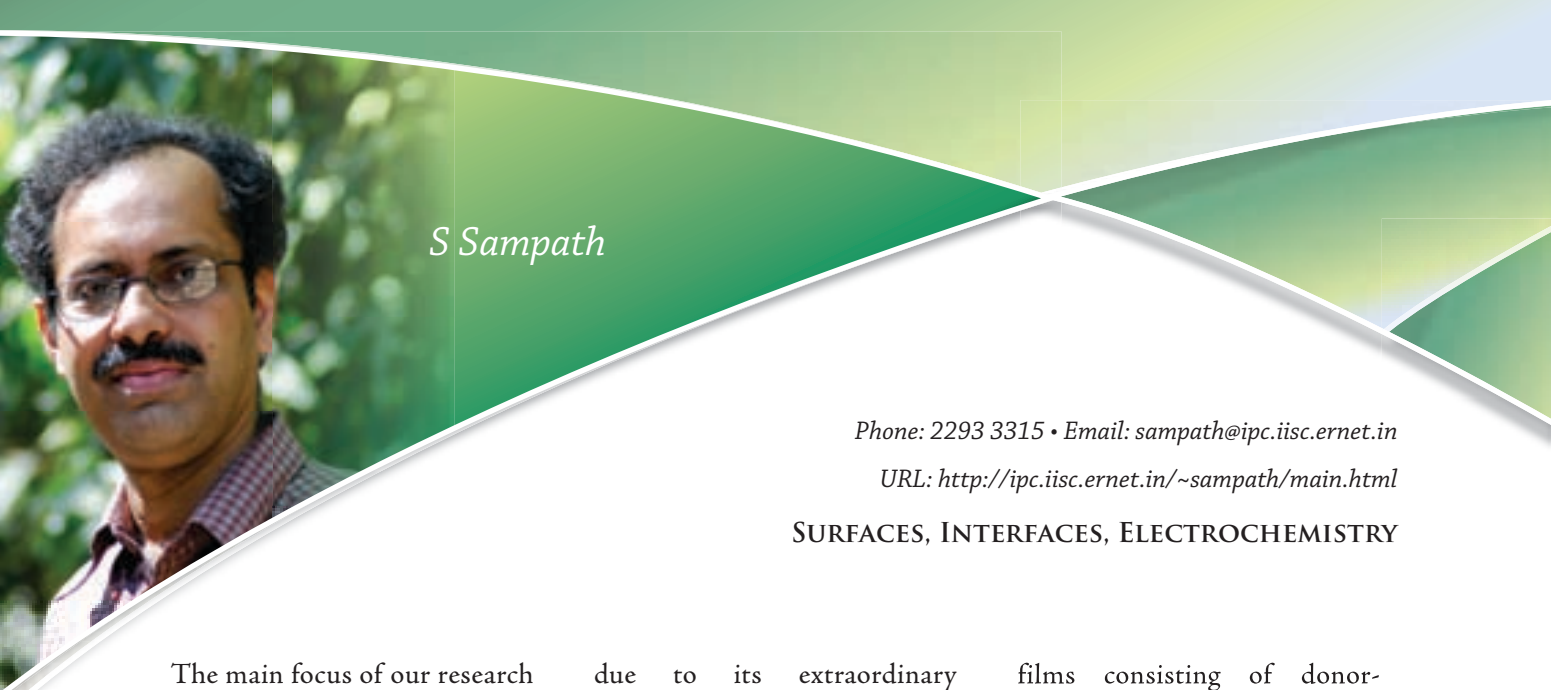 S Sampath
Phone: 2293 3315 • Email: sampath@ipc.iisc.ernet.in
URL: http://ipc.iisc.ernet.in/~sampath/main.html
SURFACES, INTERFACES, ELECTROCHEMISTRY
The main focus of our research
due to its extraordinary
films consisting of donor-